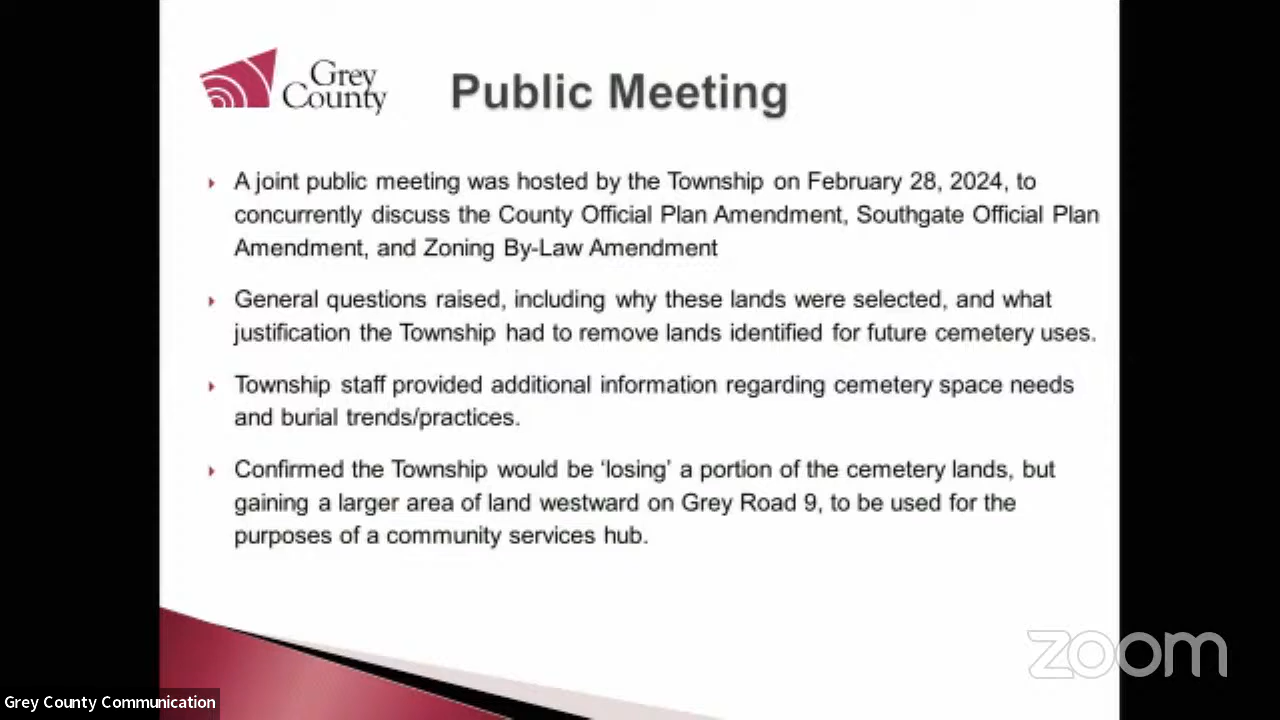 Grey
County
Public Meeting
A joint public meeting was hosted by the Township on February 28, 2024, to
concurrently discuss the County Official Plan Amendment, Southgate Official Plan
Amendment, and Zoning By-Law Amendment
General questions raised, including why these lands were selected, and what
justification the Township had to remove lands identified for future cemetery uses.
Township staff provided additional information regarding cemetery space needs
and burial trends/practices.
Confirmed the Township would be ‘losing’ a portion of the cemetery lands, but
gaining a larger area of land westward on Grey Road 9, to be used for the
purposes of a community services hub.
zoom
Grey County Communication